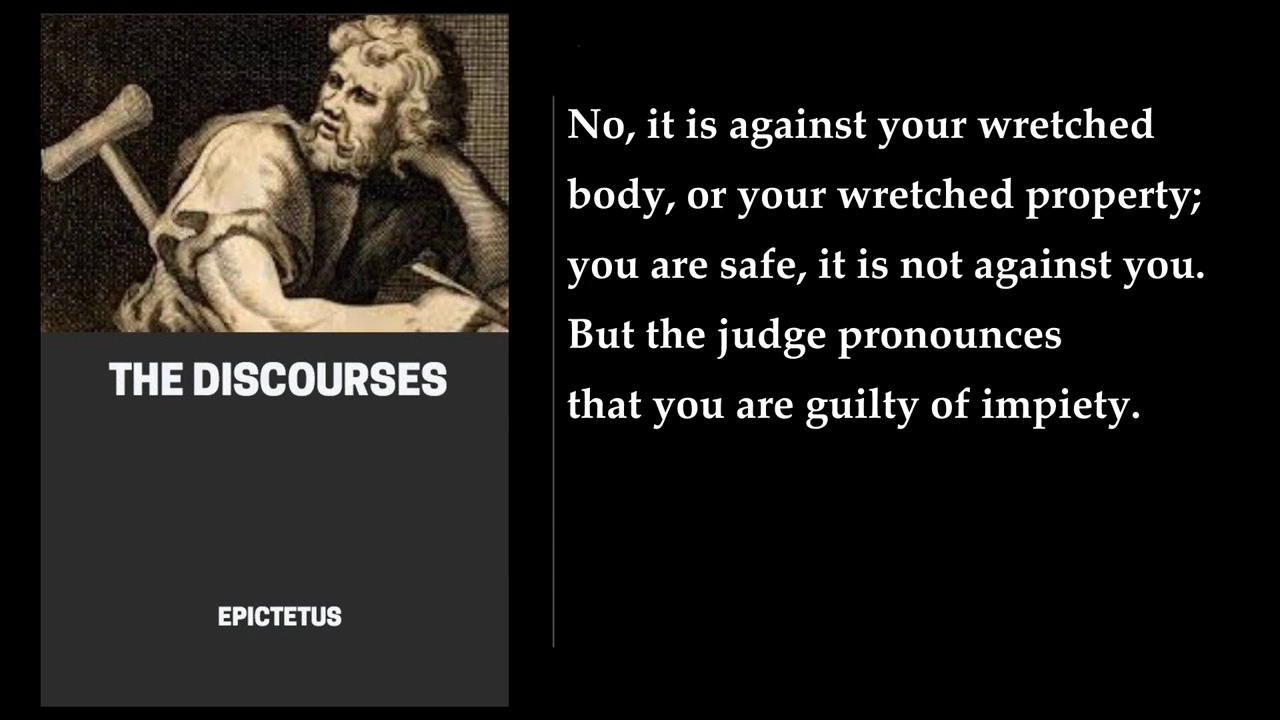 THE DISCOURSES
EPICTETUS
No, it is against your wretched
body, or your wretched property;
you are safe, it is not against you.
But the judge pronounces
that you are guilty of impiety.